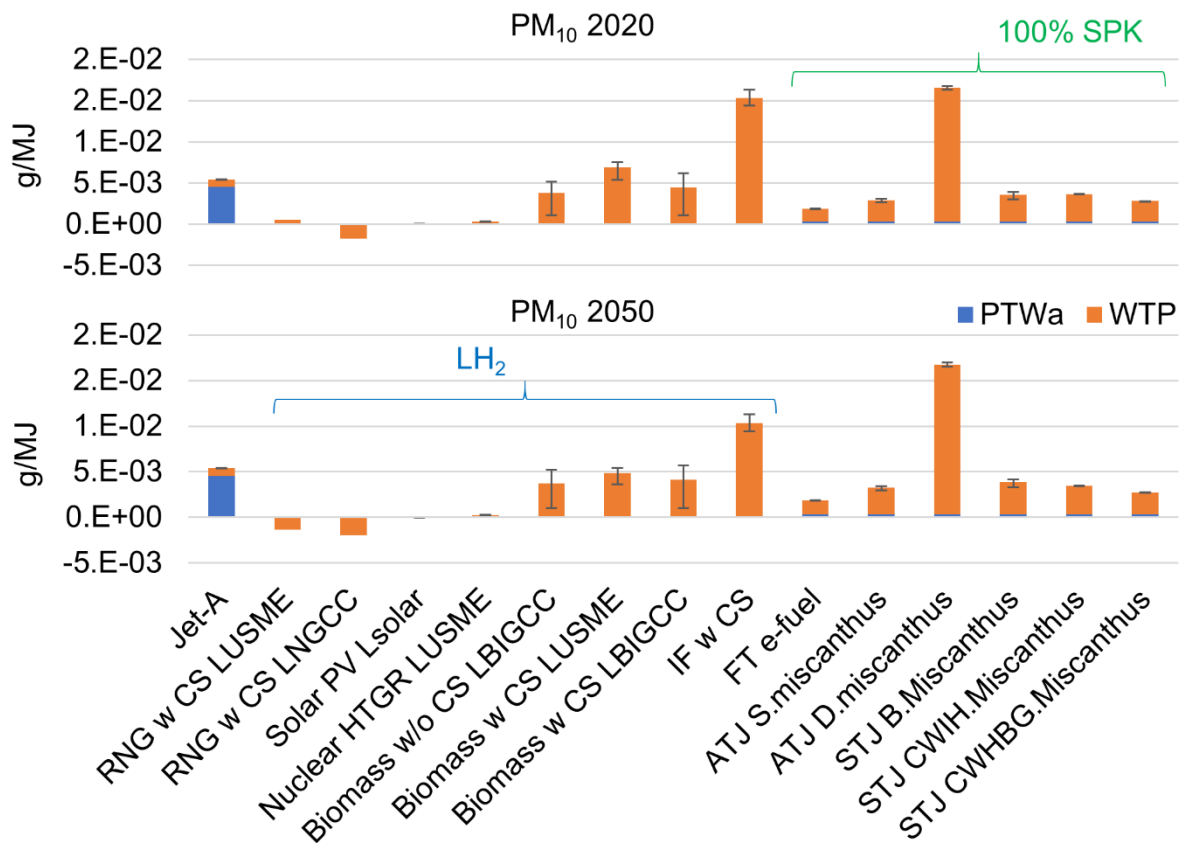 PM₁₀ 2020
100% SPK
g/MJ
2.E-02
2.E-02
1.E-02
5.E-03
0.E+00
-5.E-03
PM₁₀ 2050
PTWa WTP
LH₂
g/MJ
2.E-02
2.E-02
1.E-02
5.E-03
0.E+00
-5.E-03
Jet-A
RNG w CS LUSME
RNG w CS LNGCC
Solar PV Lsolar
Nuclear HTGR LUSME
Biomass w/o CS LBIGCC
Biomass w CS LUSME
Biomass w CS LBIGCC
IF w CS
FT e-fuel
ATJ S.miscanthus
ATJ D.miscanthus
STJ B.Miscanthus
STJ CWIH.Miscanthus
STJ CWHBG.Miscanthus